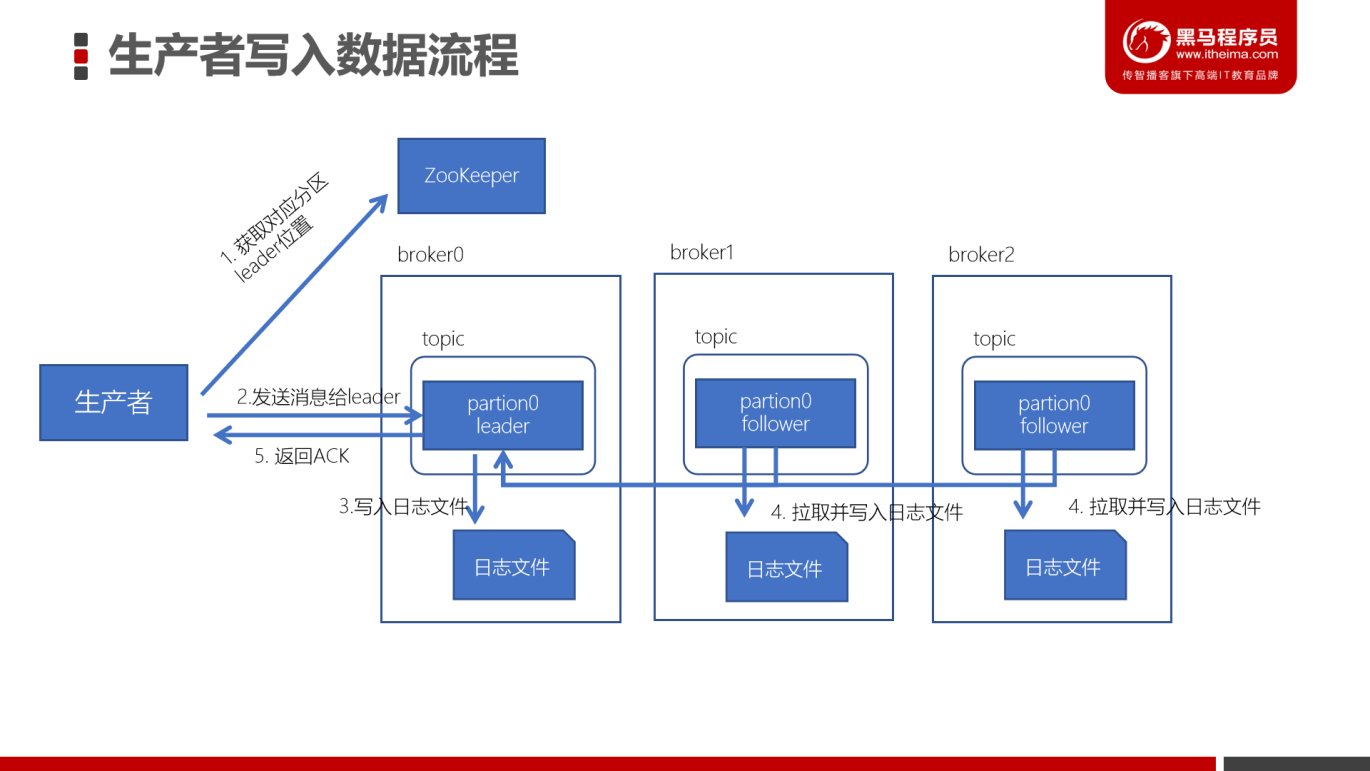 生产者写入数据流程
黑马程序员
www.itheima.com
传智播客旗下高端IT教育品牌
ZooKeeper
1. 获取对应分区
leader位置
broker0
broker1
broker2
topic
topic
topic
生产者
2.发送消息给leader
partion0
leader
partion0
follower
partion0
follower
5. 返回ACK
3.写入日志文件
4. 拉取并写入日志文件
4. 拉取并写入日志文件
日志文件
日志文件
日志文件